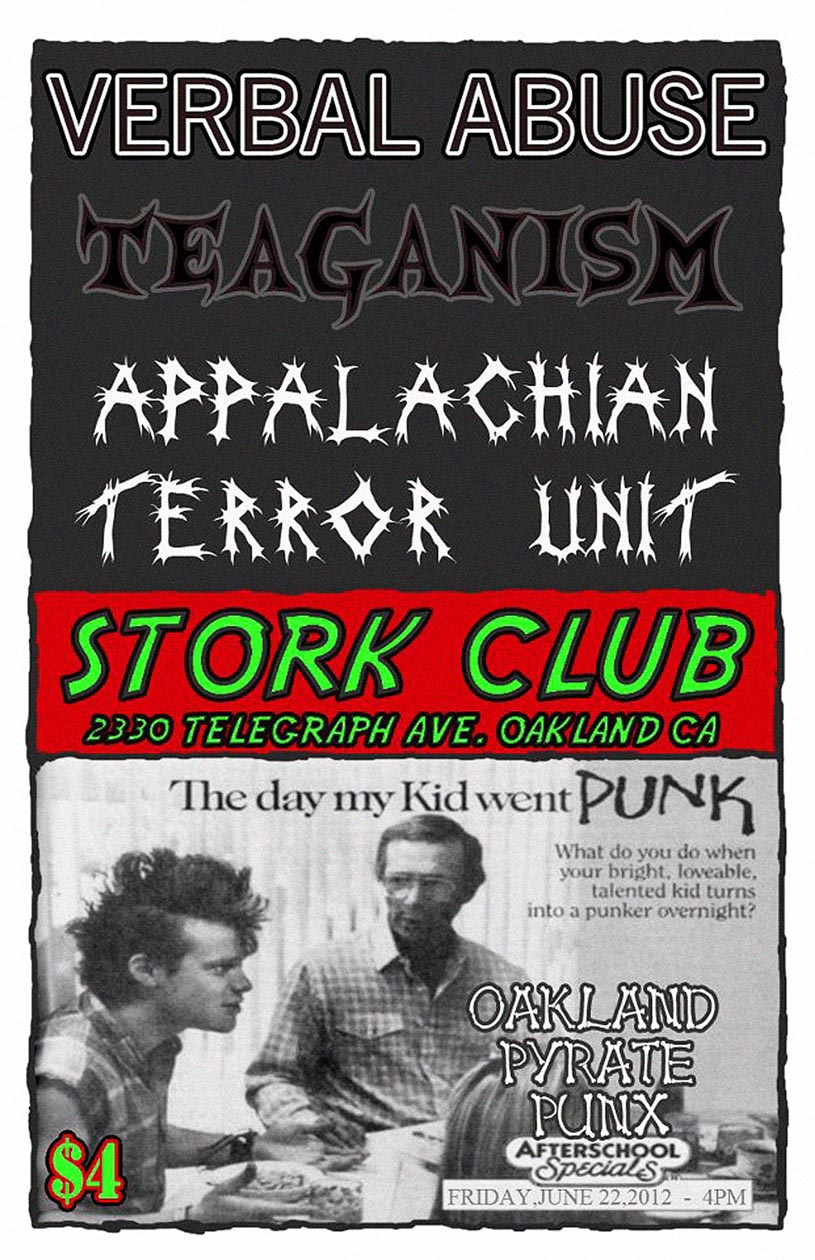 VERBAL ABUSE
TEAGANISM
APPALACHIAN
TERROR UNIT
STORK CLUB
2330 TELEGRAPH AVE. OAKLAND CA
The day my Kid went PUNK
What do you do when
your bright, loveable,
talented kid turns
into a punker overnight?
OAKLAND
PYRATE
PUNX
AFTERSCHOOL
Specials
$4
FRIDAY,JUNE 22,2012 - 4PM